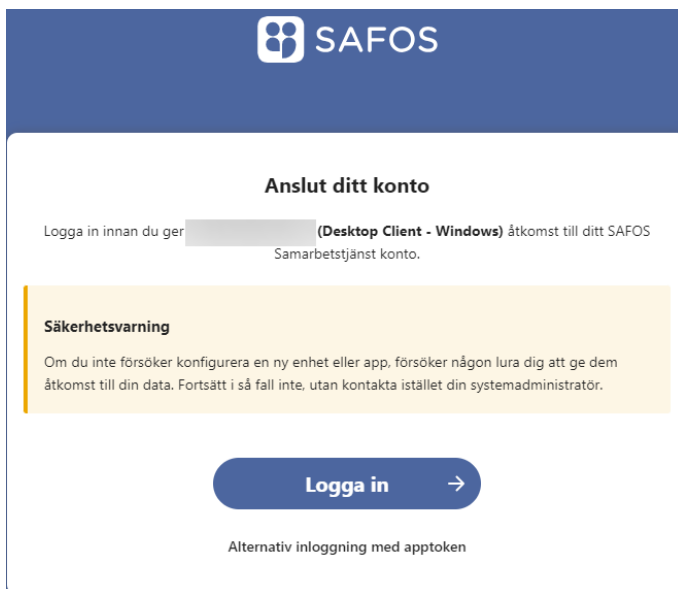 SAFOS
Anslut ditt konto
Logga in innan du ger (Desktop Client - Windows) åtkomst till ditt SAFOS
Samarbetstjänst konto.
Säkerhetsvarning
Om du inte försöker konfigurera en ny enhet eller app, försöker någon lura dig att ge dem
åtkomst till din data. Fortsätt i så fall inte, utan kontakta istället din systemadministratör.
Logga in →
Alternativ inloggning med apptoken